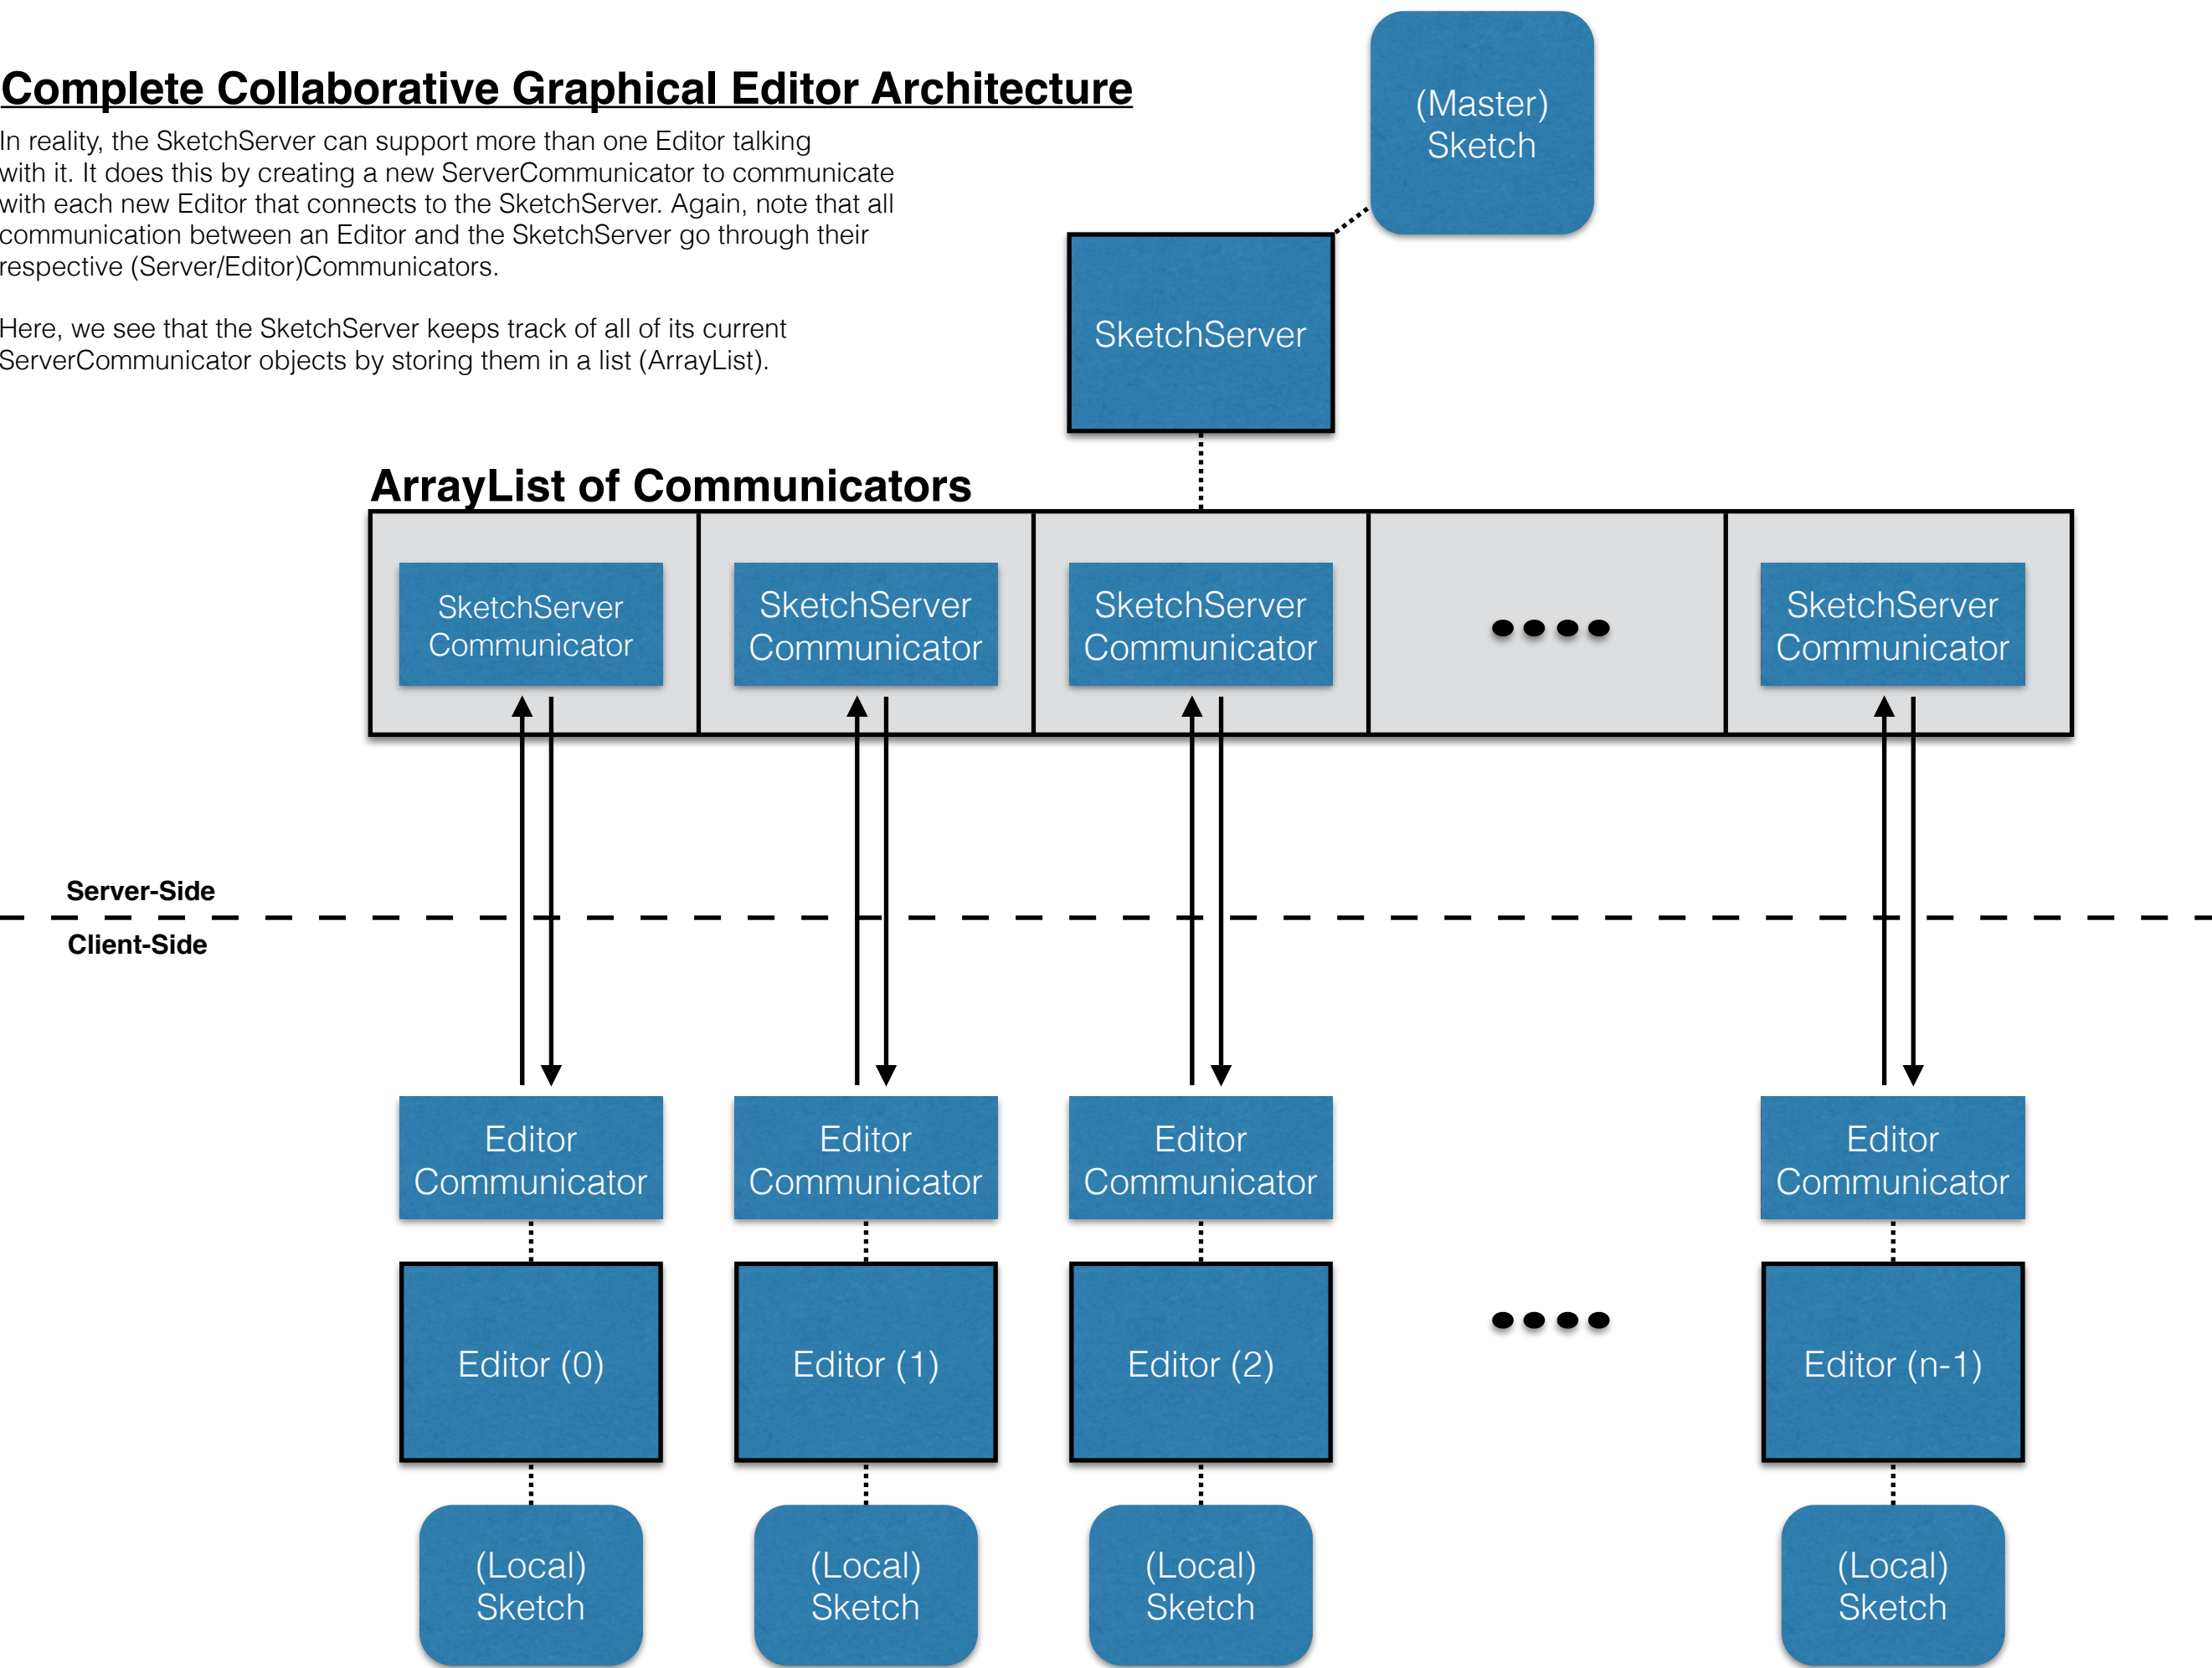 Complete Collaborative Graphical Editor Architecture
In reality, the SketchServer can support more than one Editor talking
with it. It does this by creating a new ServerCommunicator to communicate
with each new Editor that connects to the SketchServer. Again, note that all
communication between an Editor and the SketchServer go through their
respective (Server/Editor)Communicators.
Here, we see that the SketchServer keeps track of all of its current
ServerCommunicator objects by storing them in a list (ArrayList).
(Master)
Sketch
SketchServer
ArrayList of Communicators
SketchServer
Communicator
SketchServer
Communicator
SketchServer
Communicator
SketchServer
Communicator
Server-Side
Client-Side
Editor
Communicator
Editor
Communicator
Editor
Communicator
Editor
Communicator
Editor (0)
Editor (1)
Editor (2)
Editor (n-1)
(Local)
Sketch
(Local)
Sketch
(Local)
Sketch
(Local)
Sketch